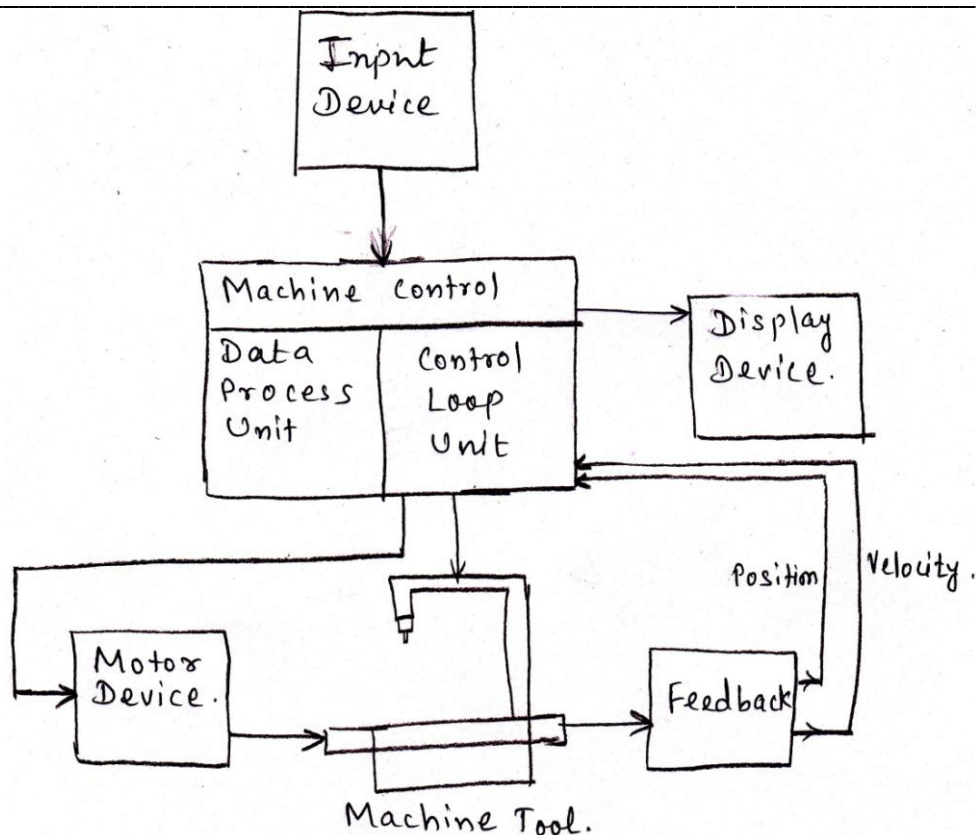 Input
Device
Machine Control
Data
Process
Unit
Control
Loop
Unit
Display
Device.
Position
Velocity.
Motor
Device.
Feedback
Machine Tool.